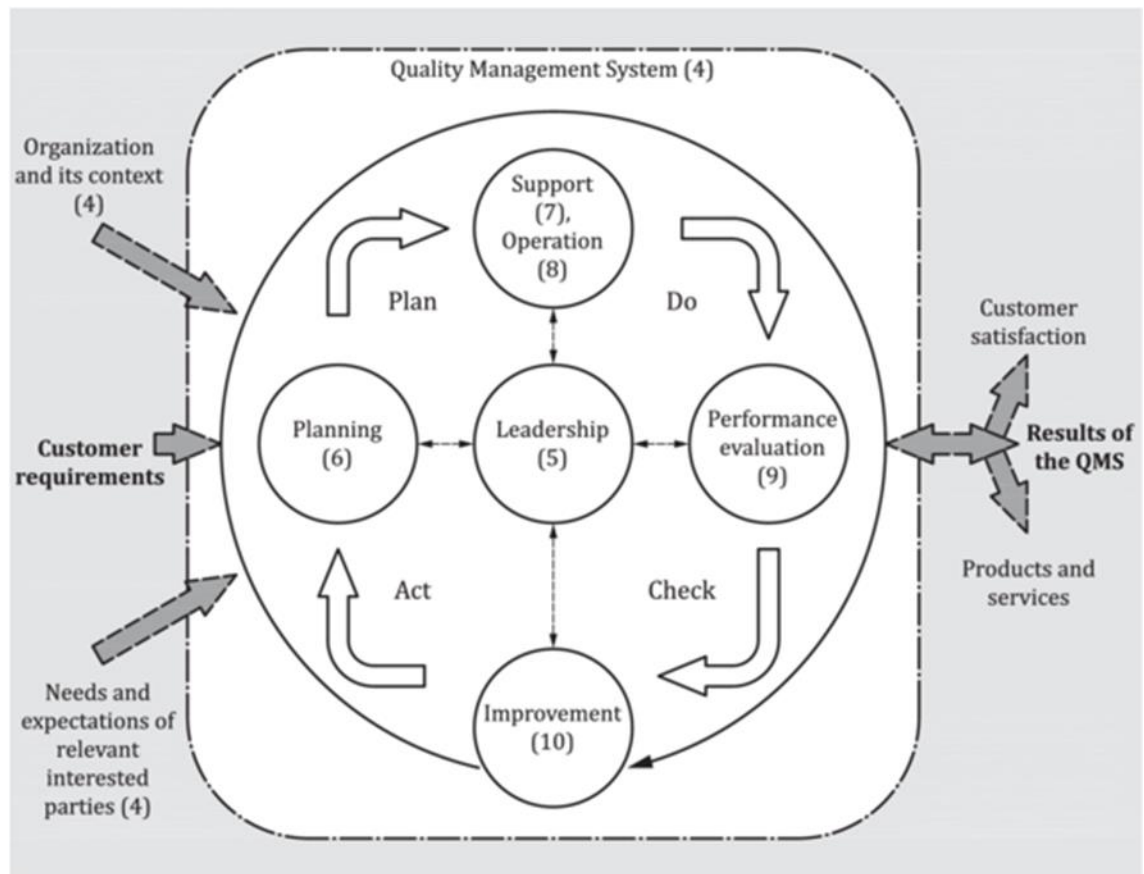 Quality Management System (4)
Organization
and its context
(4)
Support
(7),
Operation
(8)
Plan
Do
Customer
satisfaction
Planning
(6)
Leadership
(5)
Performance
evaluation
(9)
Customer
requirements
Results of
the QMS
Act
Check
Products and
services
Improvement
(10)
Needs and
expectations of
relevant
interested
parties (4)